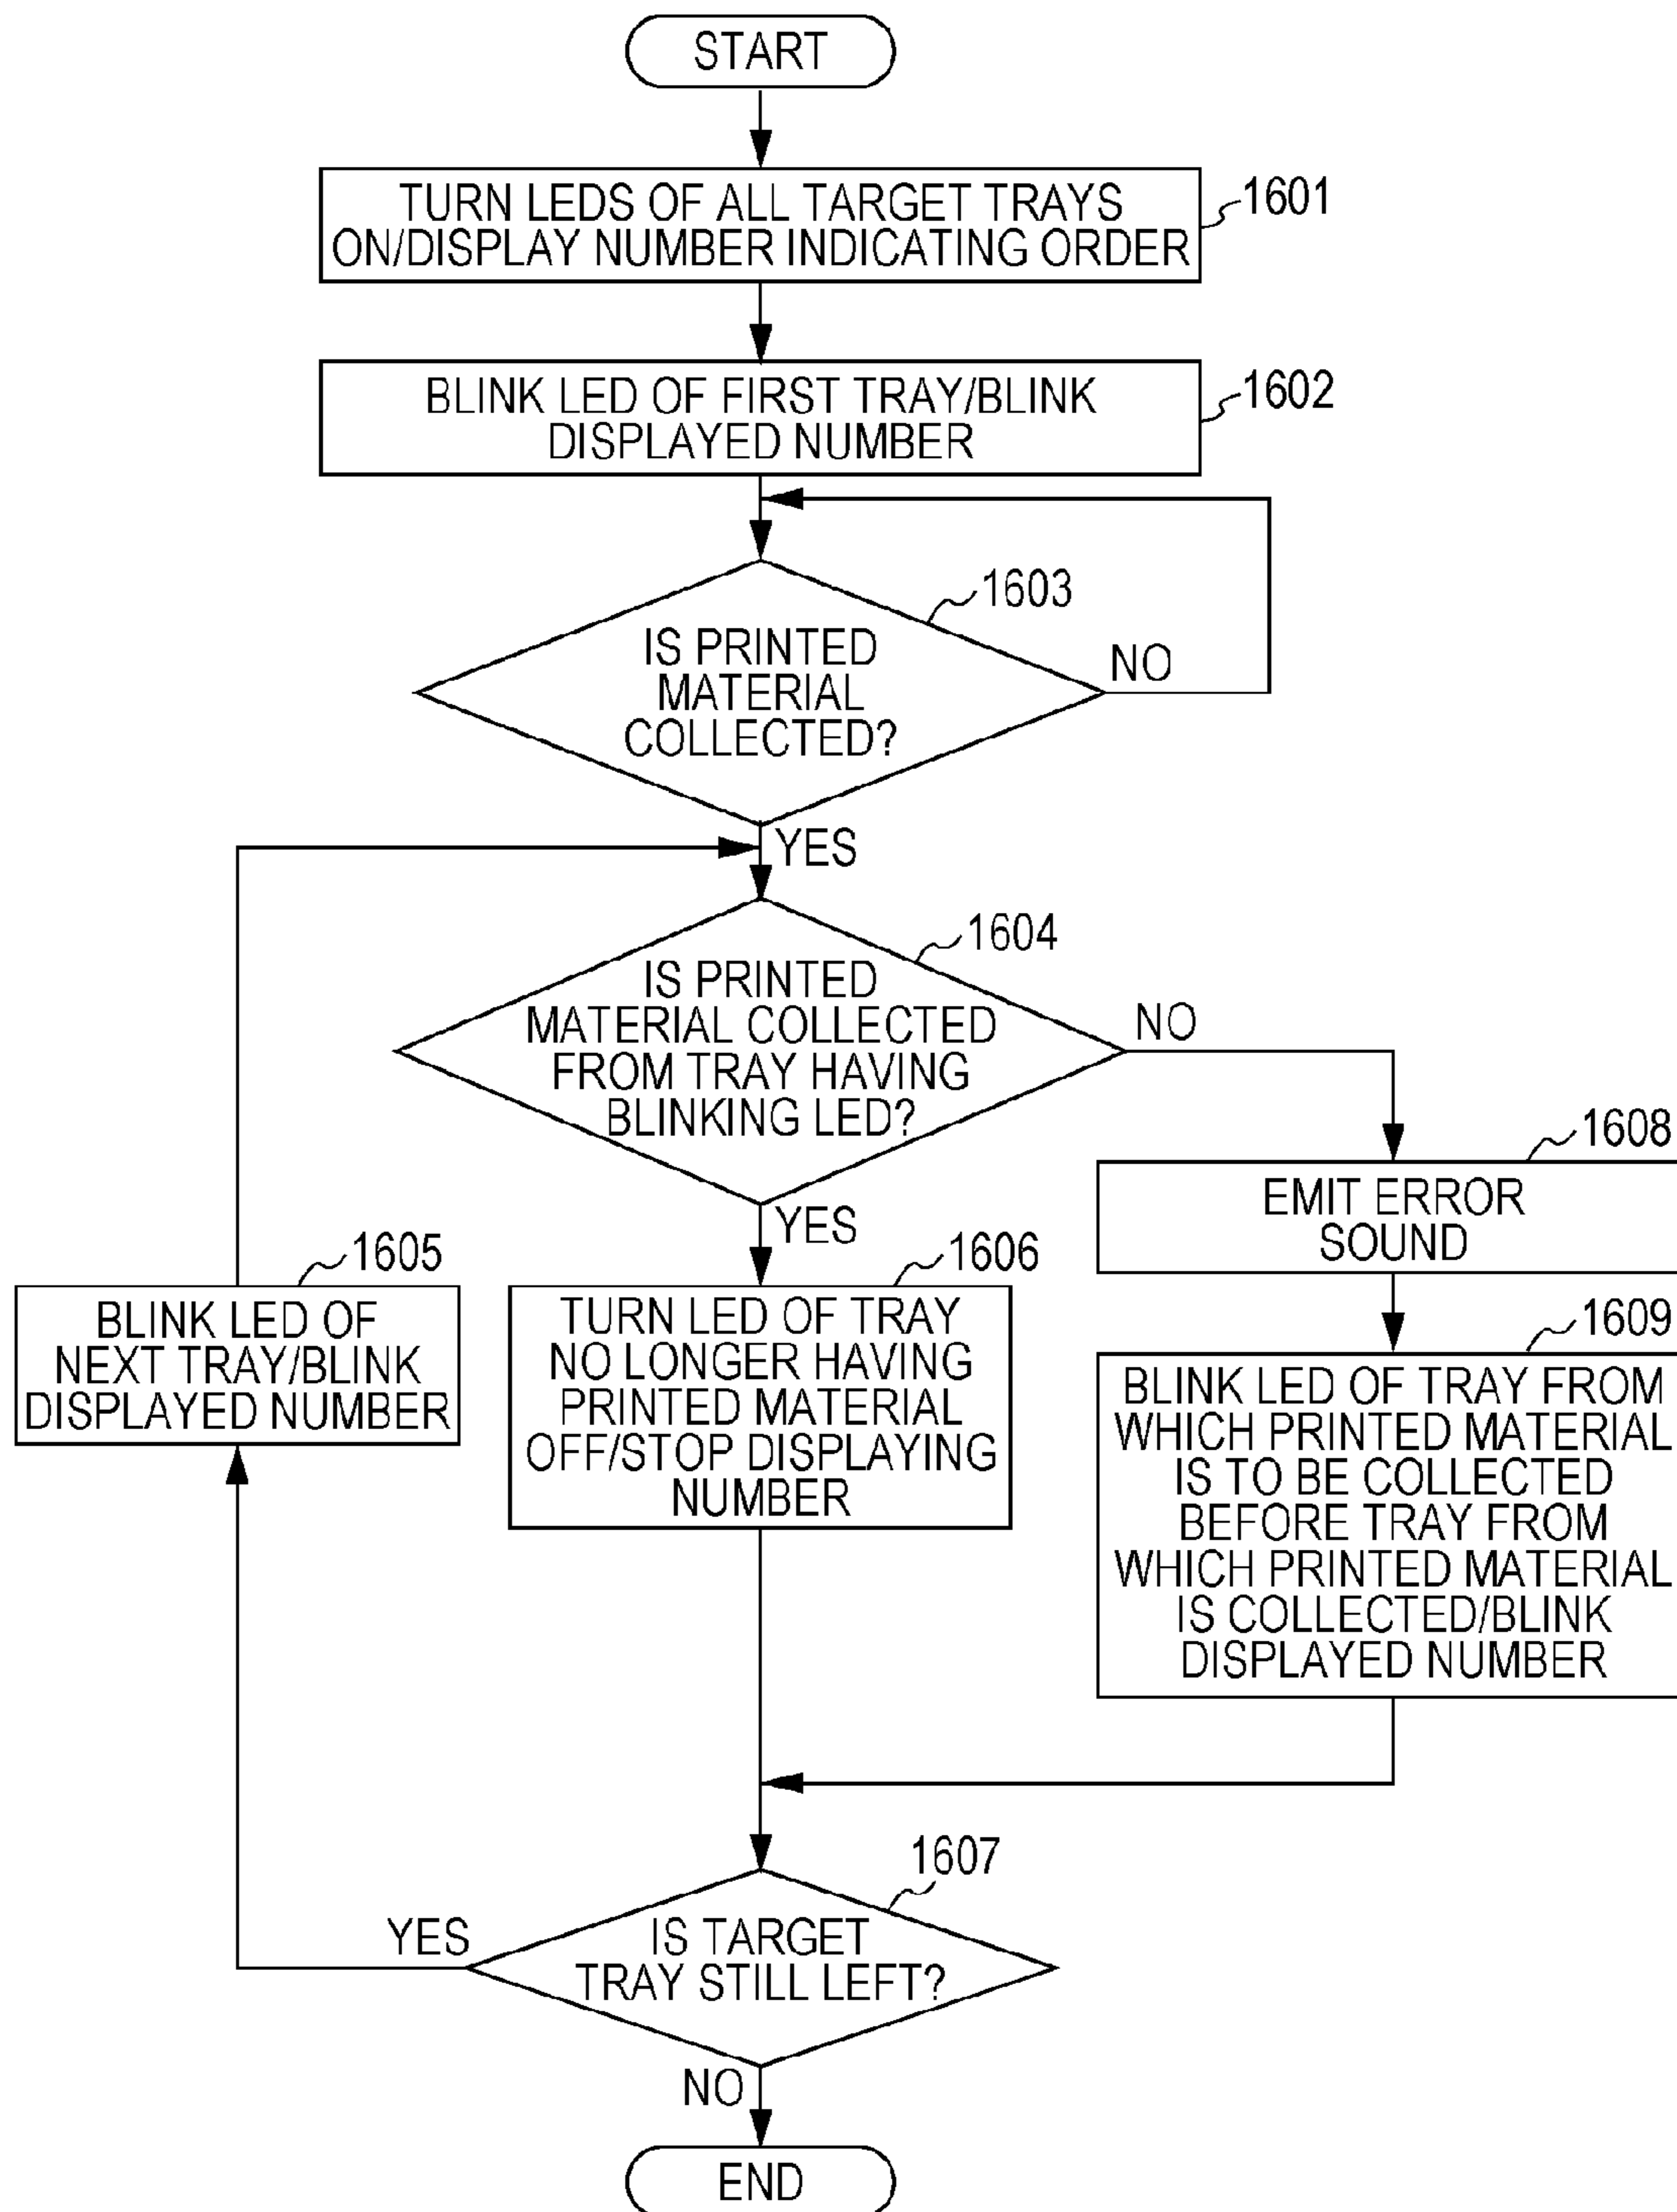 START
TURN LEDS OF ALL TARGET TRAYS
ON/DISPLAY NUMBER INDICATING ORDER
1601
BLINK LED OF FIRST TRAY/BLINK
DISPLAYED NUMBER
1602
1603
IS PRINTED
MATERIAL
COLLECTED?
NO
YES
1604
IS PRINTED
MATERIAL COLLECTED
FROM TRAY HAVING
BLINKING LED?
NO
YES
1608
EMIT ERROR
SOUND
1605
BLINK LED OF
NEXT TRAY/BLINK
DISPLAYED NUMBER
1606
TURN LED OF TRAY
NO LONGER HAVING
PRINTED MATERIAL
OFF/STOP DISPLAYING
NUMBER
1609
BLINK LED OF TRAY FROM
WHICH PRINTED MATERIAL
IS TO BE COLLECTED
BEFORE TRAY FROM
WHICH PRINTED MATERIAL
IS COLLECTED/BLINK
DISPLAYED NUMBER
1607
IS TARGET
TRAY STILL LEFT?
YES
NO
END